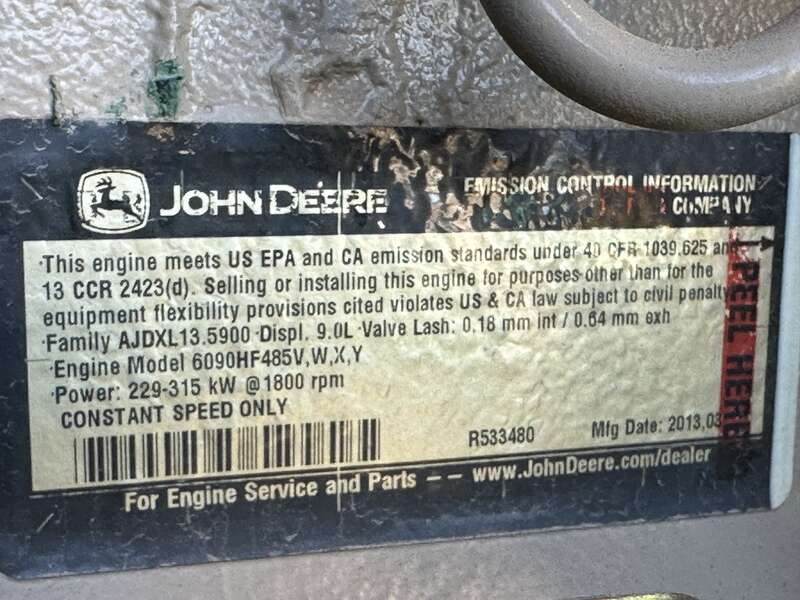 JOHN DEERE
EMISSION CONTROL INFORMATION
COMPANY
·This engine meets US EPA and CA emission standards under 40 CFR 1039.625 and
13 CCR 2423(d). Selling or installing this engine for purposes other than for the
equipment flexibility provisions cited violates US & CA law subject to civil penalty
·Family AJDXL13.5900 ·Displ. 9.0L ·Valve Lash: 0.18 mm int / 0.64 mm exh
·Engine Model 6090HF485V,W,X,Y
·Power: 229-315 kW @1800 rpm
CONSTANT SPEED ONLY
R533480 Mfg Date: 2013,03
For Engine Service and Parts -- www.JohnDeere.com/dealer
PEEL HERE